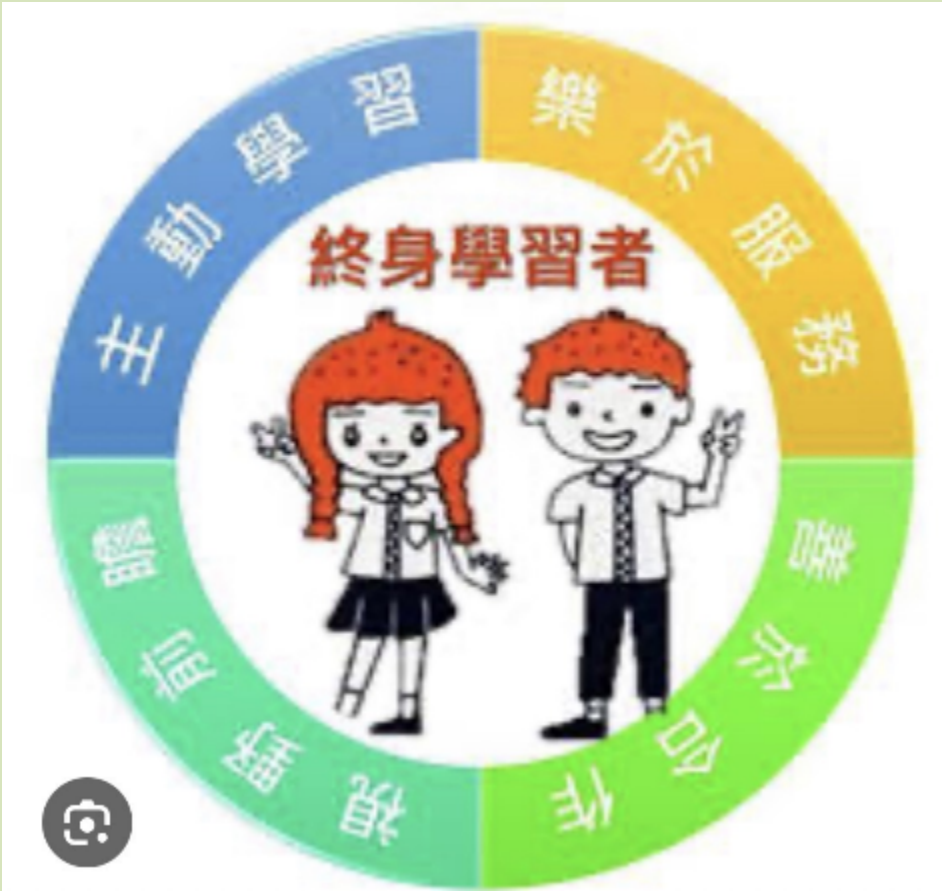 主動學習
樂於服務
終身學習者
善於合作
瞻前視野